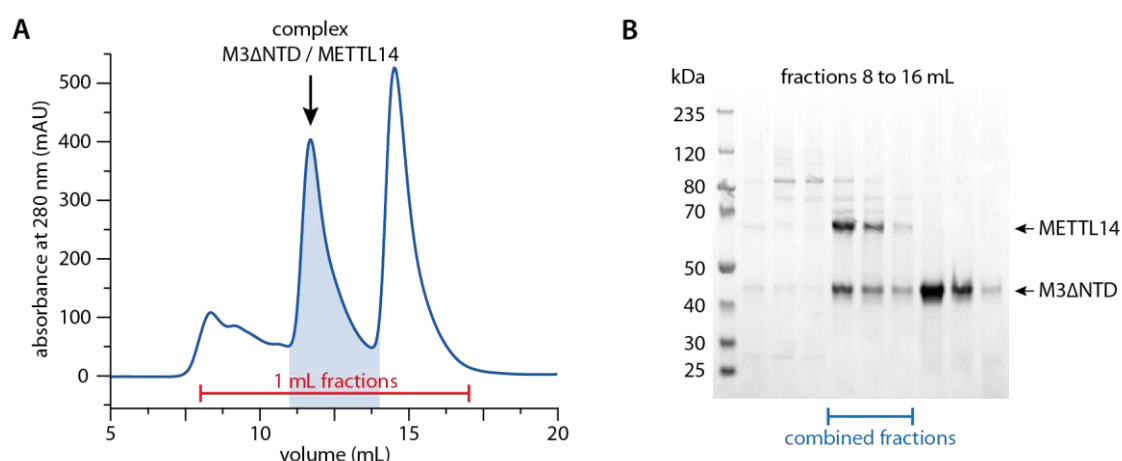 A
complex
M3ΔNTD / METTL14
absorbance at 280 nm (mAU)
500
400
300
200
100
0
1 mL fractions
5
10
15
20
volume (mL)
B
kDa
fractions 8 to 16 mL
235
120
80
70
50
40
30
25
METTL14
M3ΔNTD
combined fractions